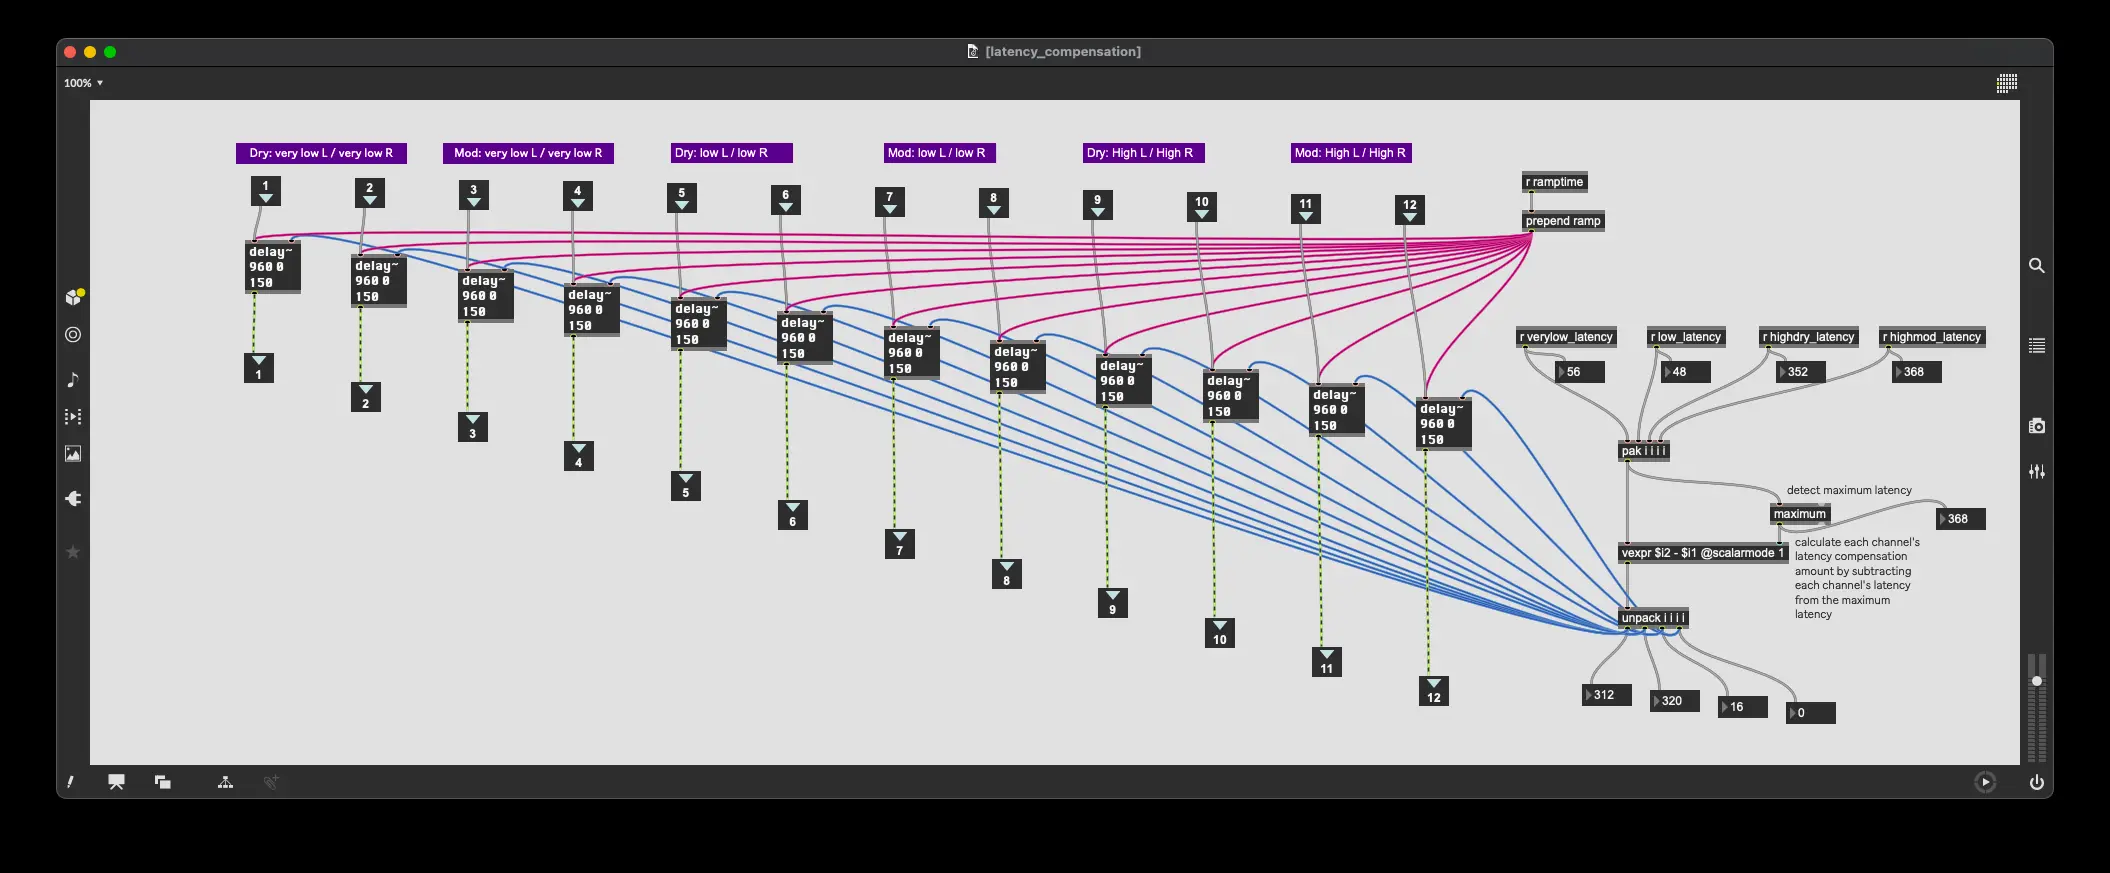 [latency_compensation]
100%
Dry: very low L / very low R
Mod: very low L / very low R
Dry: low L / low R
Mod: low L / low R
Dry: High L / High R
Mod: High L / High R
1
2
3
4
5
6
7
8
9
10
11
12
r ramptime
prepend ramp
delay~
960 0
150
delay~
960 0
150
delay~
960 0
150
delay~
960 0
150
delay~
960 0
150
delay~
960 0
150
delay~
960 0
150
delay~
960 0
150
delay~
960 0
150
delay~
960 0
150
delay~
960 0
150
delay~
960 0
150
1
2
3
4
5
6
7
8
9
10
11
12
r verylow_latency
r low_latency
r highdry_latency
r highmod_latency
56
48
352
368
pak i i i i
detect maximum latency
maximum
368
vexpr $i2 - $i1 @scalarmode 1
calculate each channel's
latency compensation
amount by subtracting
each channel's latency
from the maximum
latency
unpack i i i i
312
320
16
0